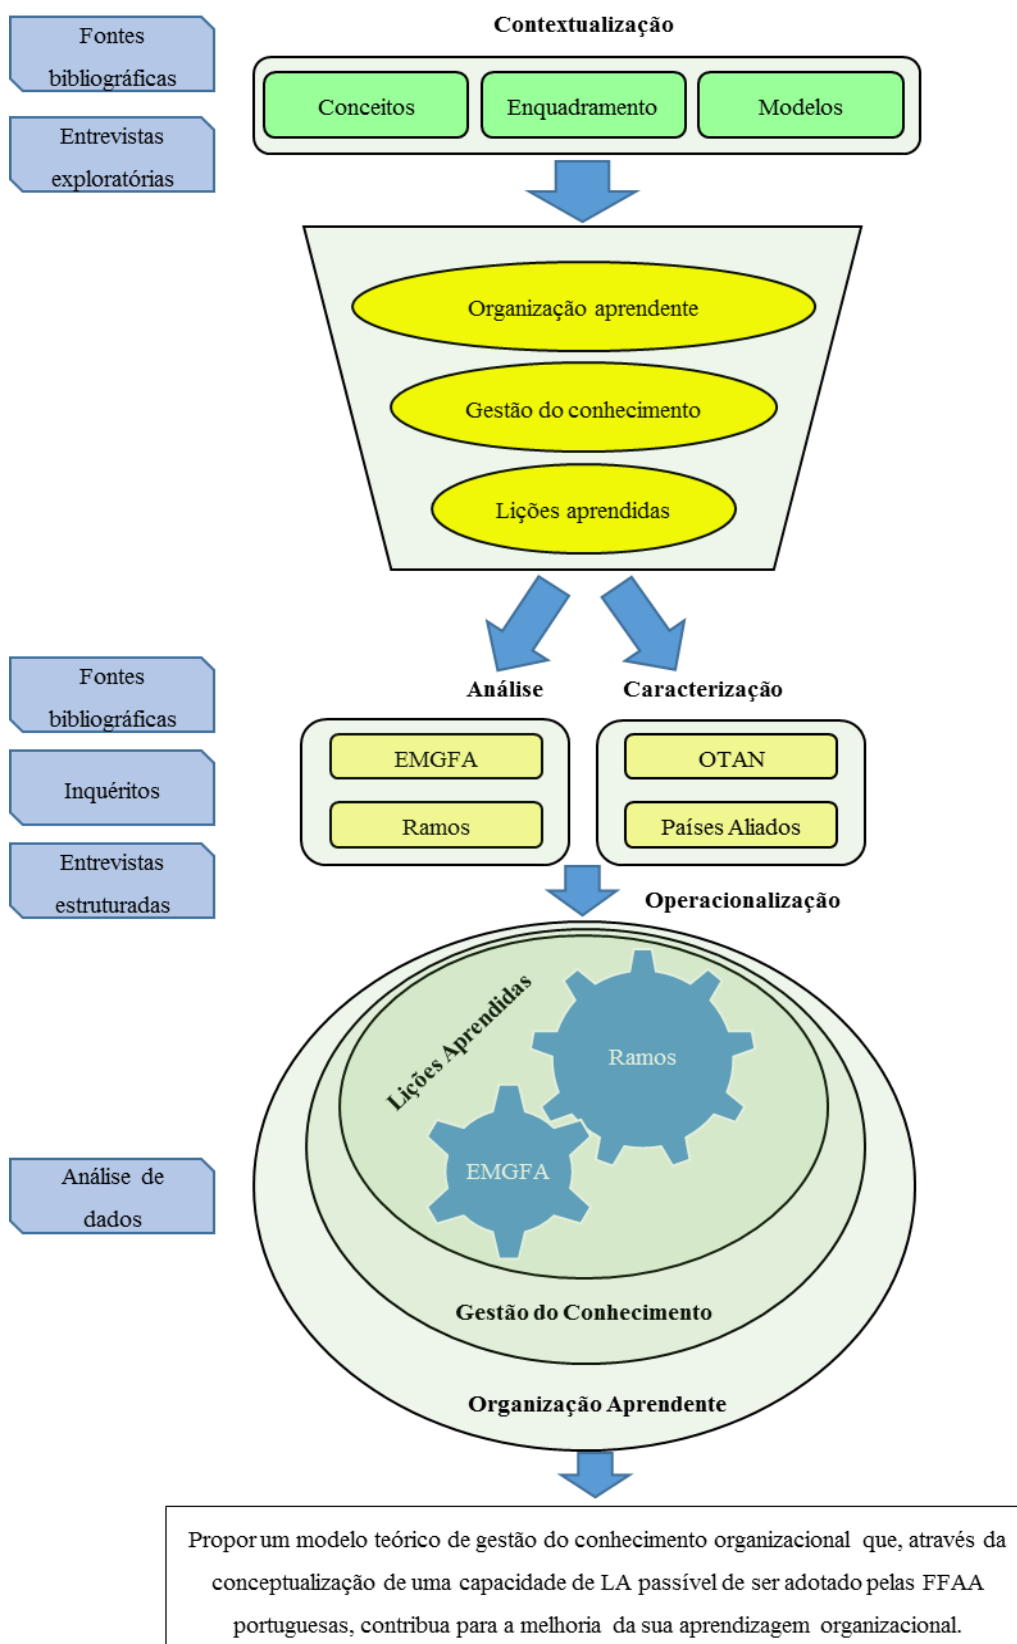 Contextualização
Fontes
bibliográficas
Conceitos
Enquadramento
Modelos
Entrevistas
exploratórias
Organização aprendente
Gestão do conhecimento
Lições aprendidas
Fontes
bibliográficas
Análise
Caracterização
Inquéritos
EMGFA
Ramos
OTAN
Países Aliados
Entrevistas
estruturadas
Operacionalização
Lições Aprendidas
Ramos
EMGFA
Análise de
dados
Gestão do Conhecimento
Organização Aprendente
Propor um modelo teórico de gestão do conhecimento organizacional que, através da
conceptualização de uma capacidade de LA passível de ser adotado pelas FFAA
portuguesas, contribua para a melhoria da sua aprendizagem organizacional.